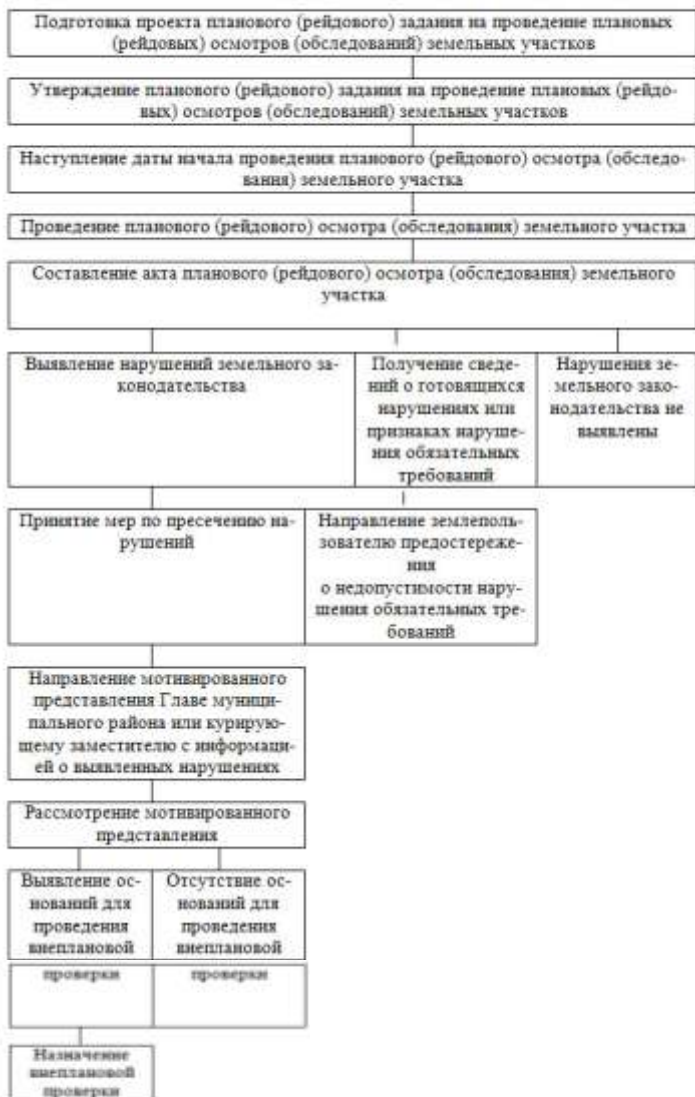 Подготовка проекта планового (рейдового) задания на проведение плановых
(рейдовых) осмотров (обследований) земельных участков
Утверждение планового (рейдового) задания на проведение плановых (рейдо-
вых) осмотров (обследований) земельных участков
Наступление даты начала проведения планового (рейдового) осмотра (обследо-
вания) земельного участка
Проведение планового (рейдового) осмотра (обследования) земельного участка
Составление акта планового (рейдового) осмотра (обследования) земельного
участка
Выявление нарушений земельного за-
конодательства
Получение сведе-
ний о готовящихся
нарушениях или
признаках наруше-
ния обязательных
требований
Нарушения зе-
мельного зако-
нодательства не
выявлены
Принятие мер по пресечению на-
рушений
Направление землеполь-
зователю предостереже-
ния
о недопустимости нару-
шения обязательных тре-
бований
Направление мотивированного
представления Главе муници-
пального района или курирую-
щему заместителю с информаци-
ей о выявленных нарушениях
Рассмотрение мотивированного
представления
Выявление ос-
нований для
проведения
внеплановой
проверки
Отсутствие ос-
нований для
проведения
внеплановой
проверки
Назначение
внеплановой
проверки